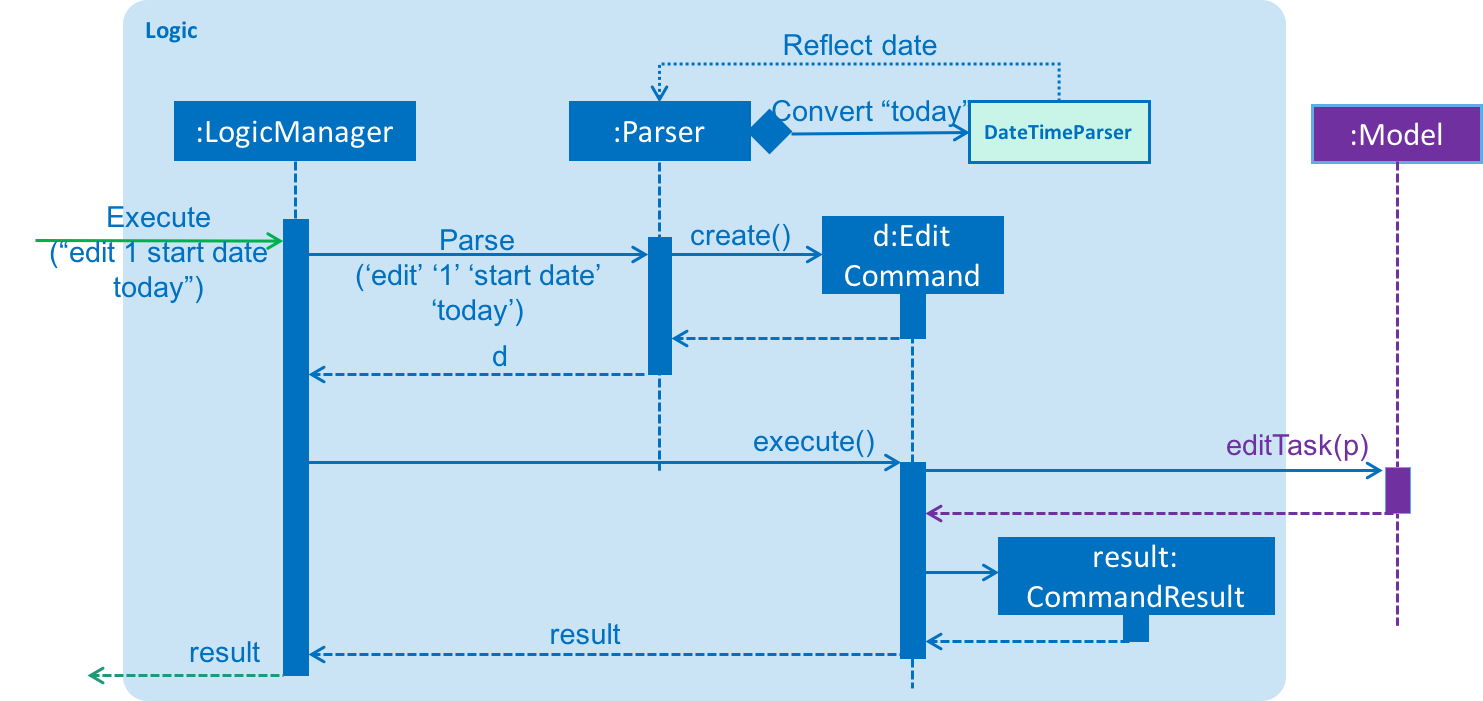 Logic
Reflect date
Convert “today”
:LogicManager
:Parser
DateTimeParser
:Model
Execute
(“edit 1 start date
today”)
Parse
(‘edit’ ‘1’ ‘start date’
‘today’)
create()
d:Edit
Command
d
execute()
editTask(p)
result:
CommandResult
result
result